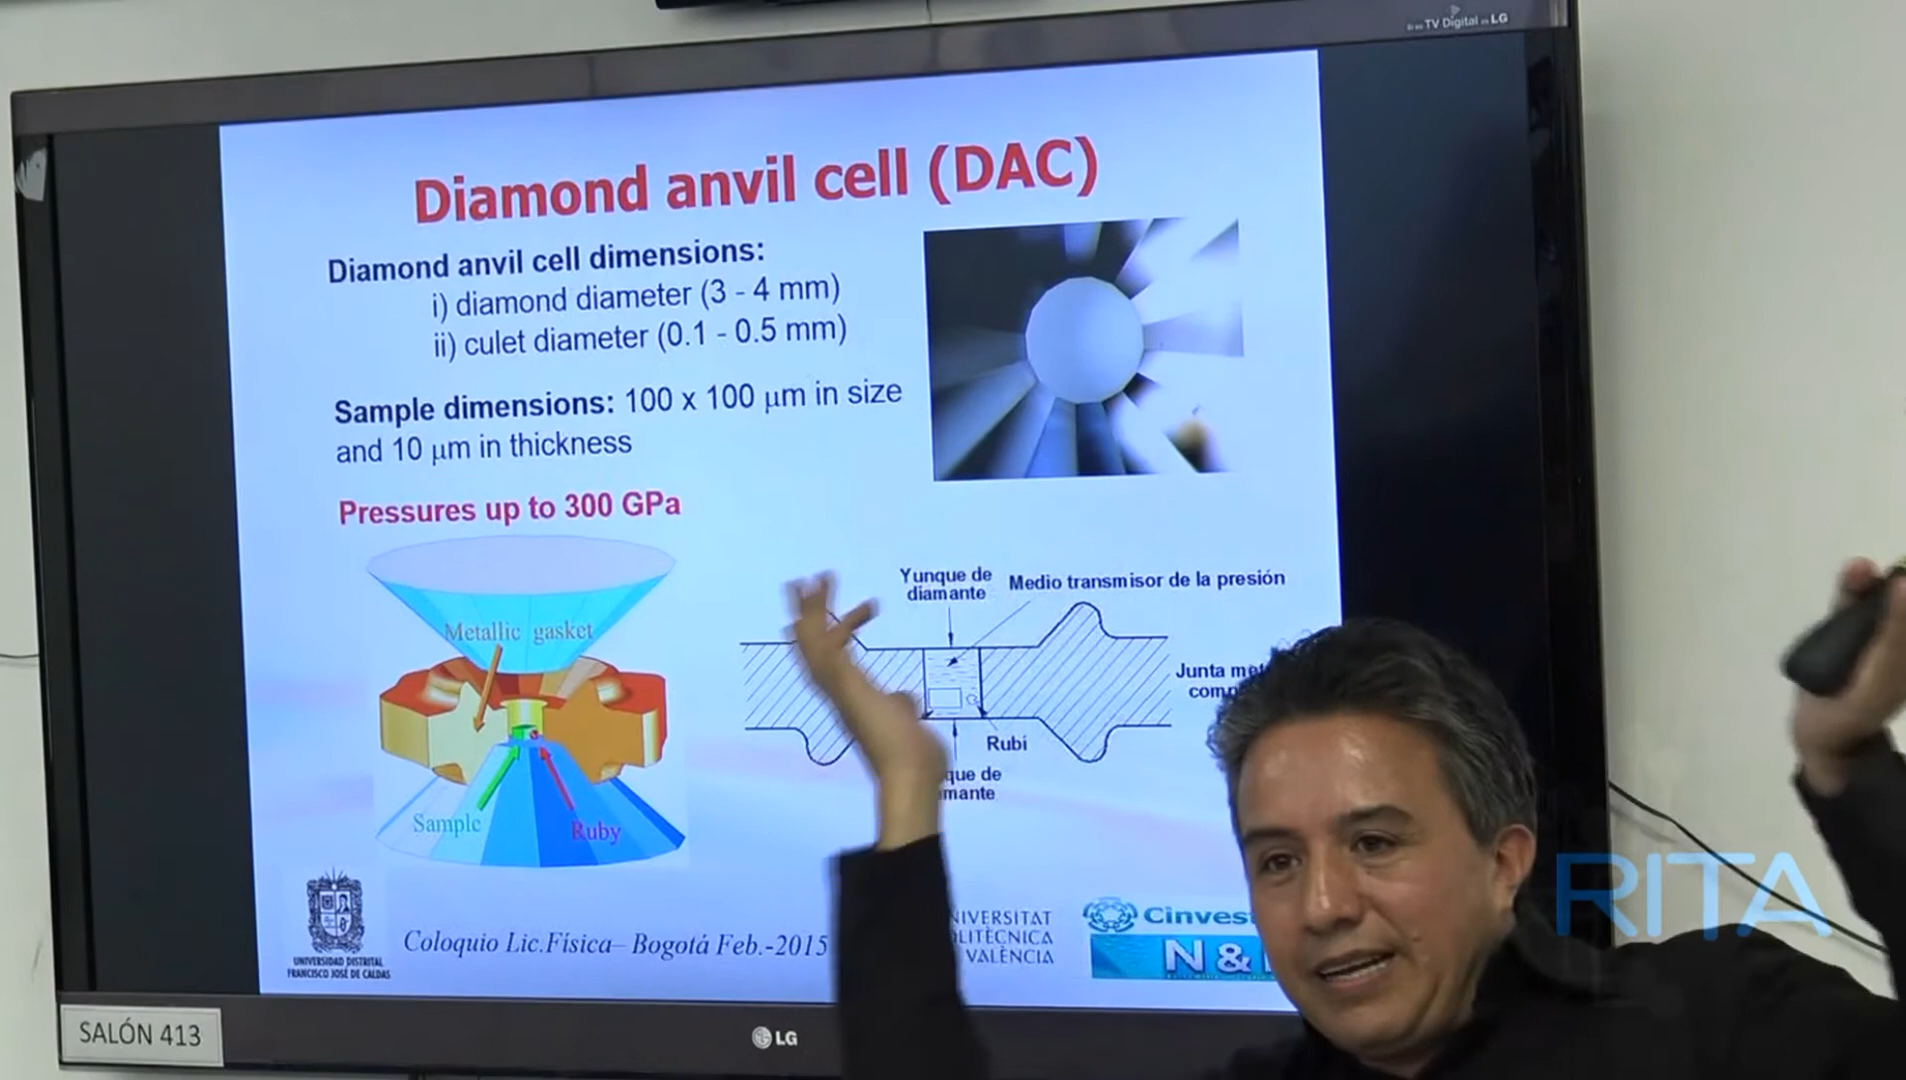 TV Digital LG
Diamond anvil cell (DAC)
Diamond anvil cell dimensions:
i) diamond diameter (3 - 4 mm)
ii) culet diameter (0.1 - 0.5 mm)
Sample dimensions: 100 x 100 μm in size
and 10 μm in thickness
Pressures up to 300 GPa
Metallic gasket
Sample
Ruby
Yunque de
diamante
Medio transmisor de la presión
Junta
Rubí
de
UNIVERSIDAD DISTRITAL
FRANCISCO JOSÉ DE CALDAS
Coloquio Lic.Física– Bogotá Feb.-2015
VALÈNCIA
N &
RITA
SALÓN 413
LG